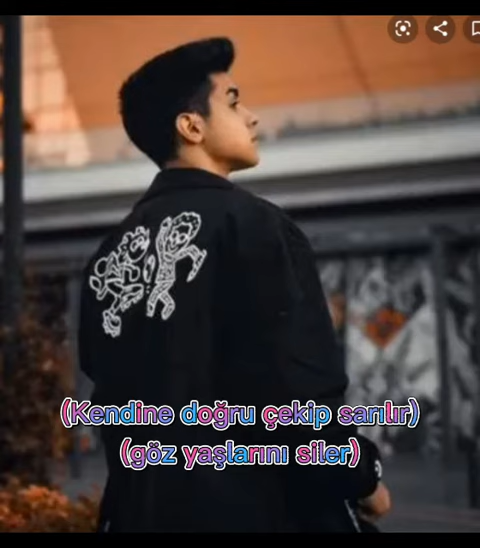 (Kendine doğru çekip sarılır)
(göz yaşlarını siler)